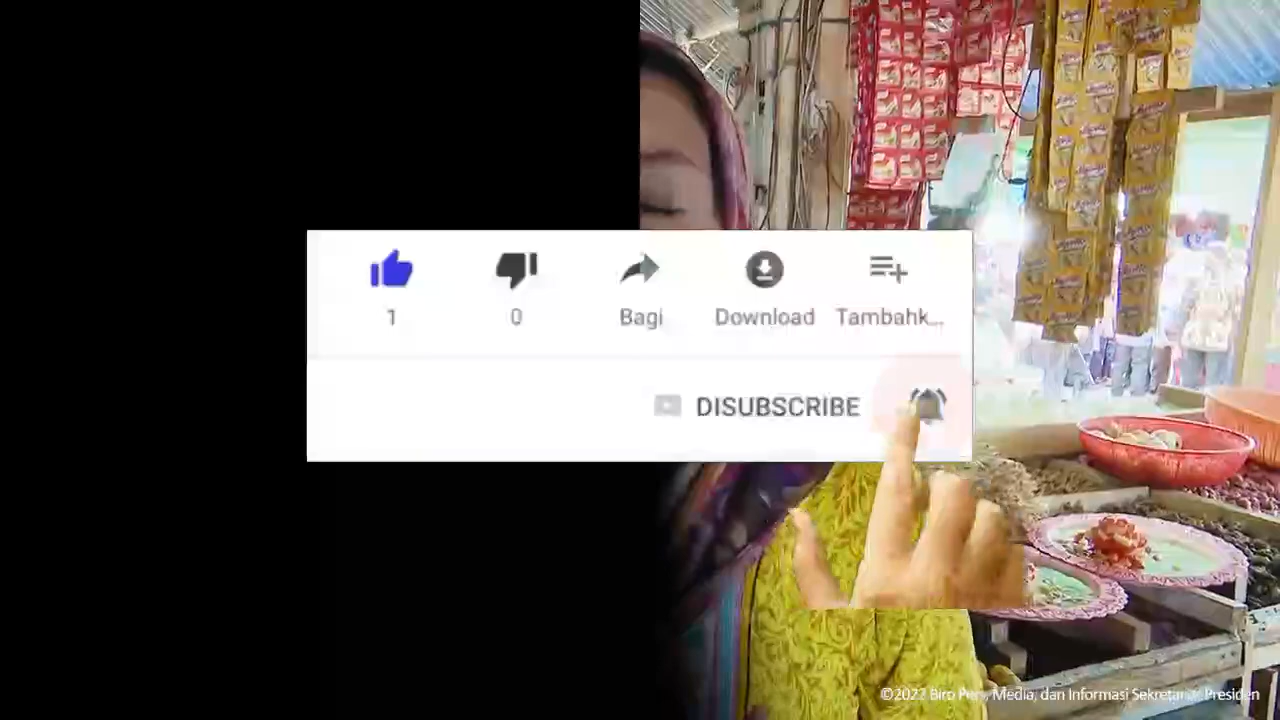 1
0
Bagi
Download
Tambahk...
DISUBSCRIBE
©2022 Biro Pers, Media, dan Informasi Sekretariat Presiden